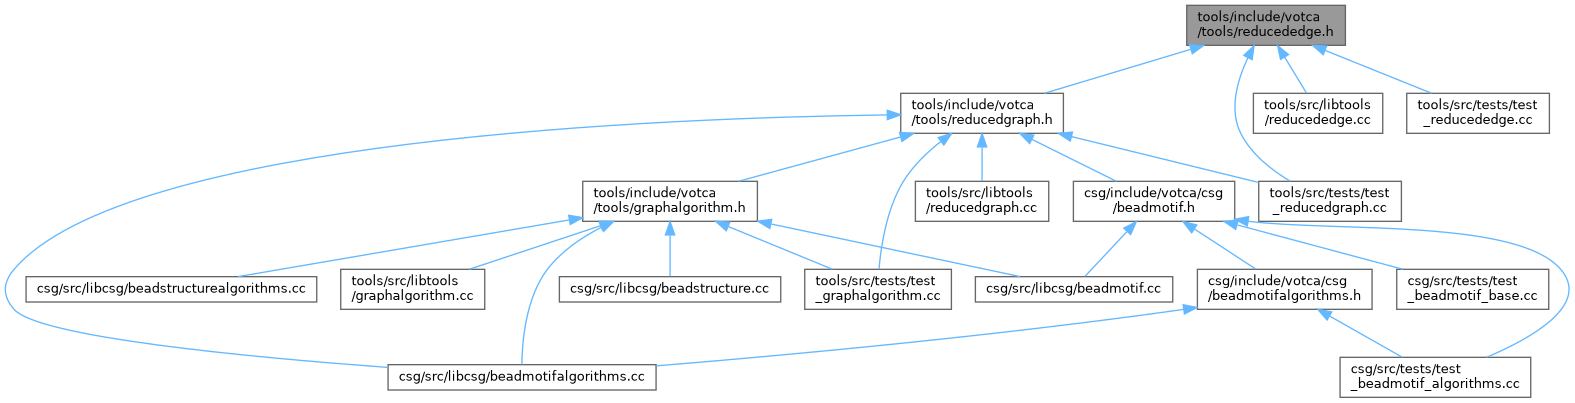 tools/include/votca
/tools/reducededge.h
tools/include/votca
/tools/reducedgraph.h
tools/src/libtools
/reducededge.cc
tools/src/tests/test
_reducededge.cc
tools/include/votca
/tools/graphalgorithm.h
tools/src/libtools
/reducedgraph.cc
csg/include/votca/csg
/beadmotif.h
tools/src/tests/test
_reducedgraph.cc
csg/src/libcsg/beadstructurealgorithms.cc
tools/src/libtools
/graphalgorithm.cc
csg/src/libcsg/beadstructure.cc
tools/src/tests/test
_graphalgorithm.cc
csg/src/libcsg/beadmotif.cc
csg/include/votca/csg
/beadmotifalgorithms.h
csg/src/tests/test
_beadmotif_base.cc
csg/src/libcsg/beadmotifalgorithms.cc
csg/src/tests/test
_beadmotif_algorithms.cc